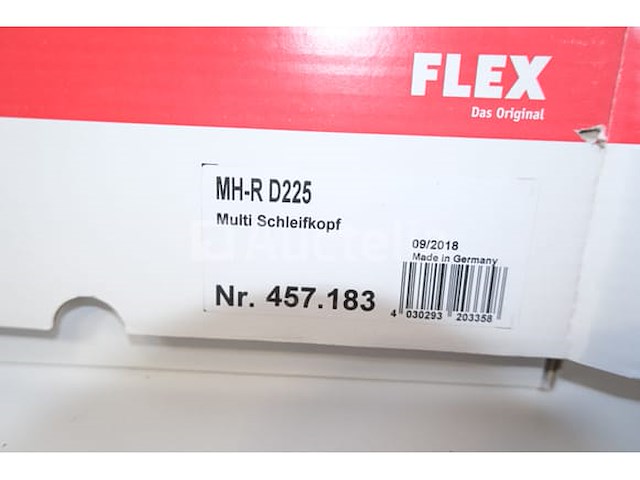 FLEX
Das Original
MH-R D225
Multi Schleifkopf
09/2018
Made in Germany
Nr. 457.183
4 030293 203358